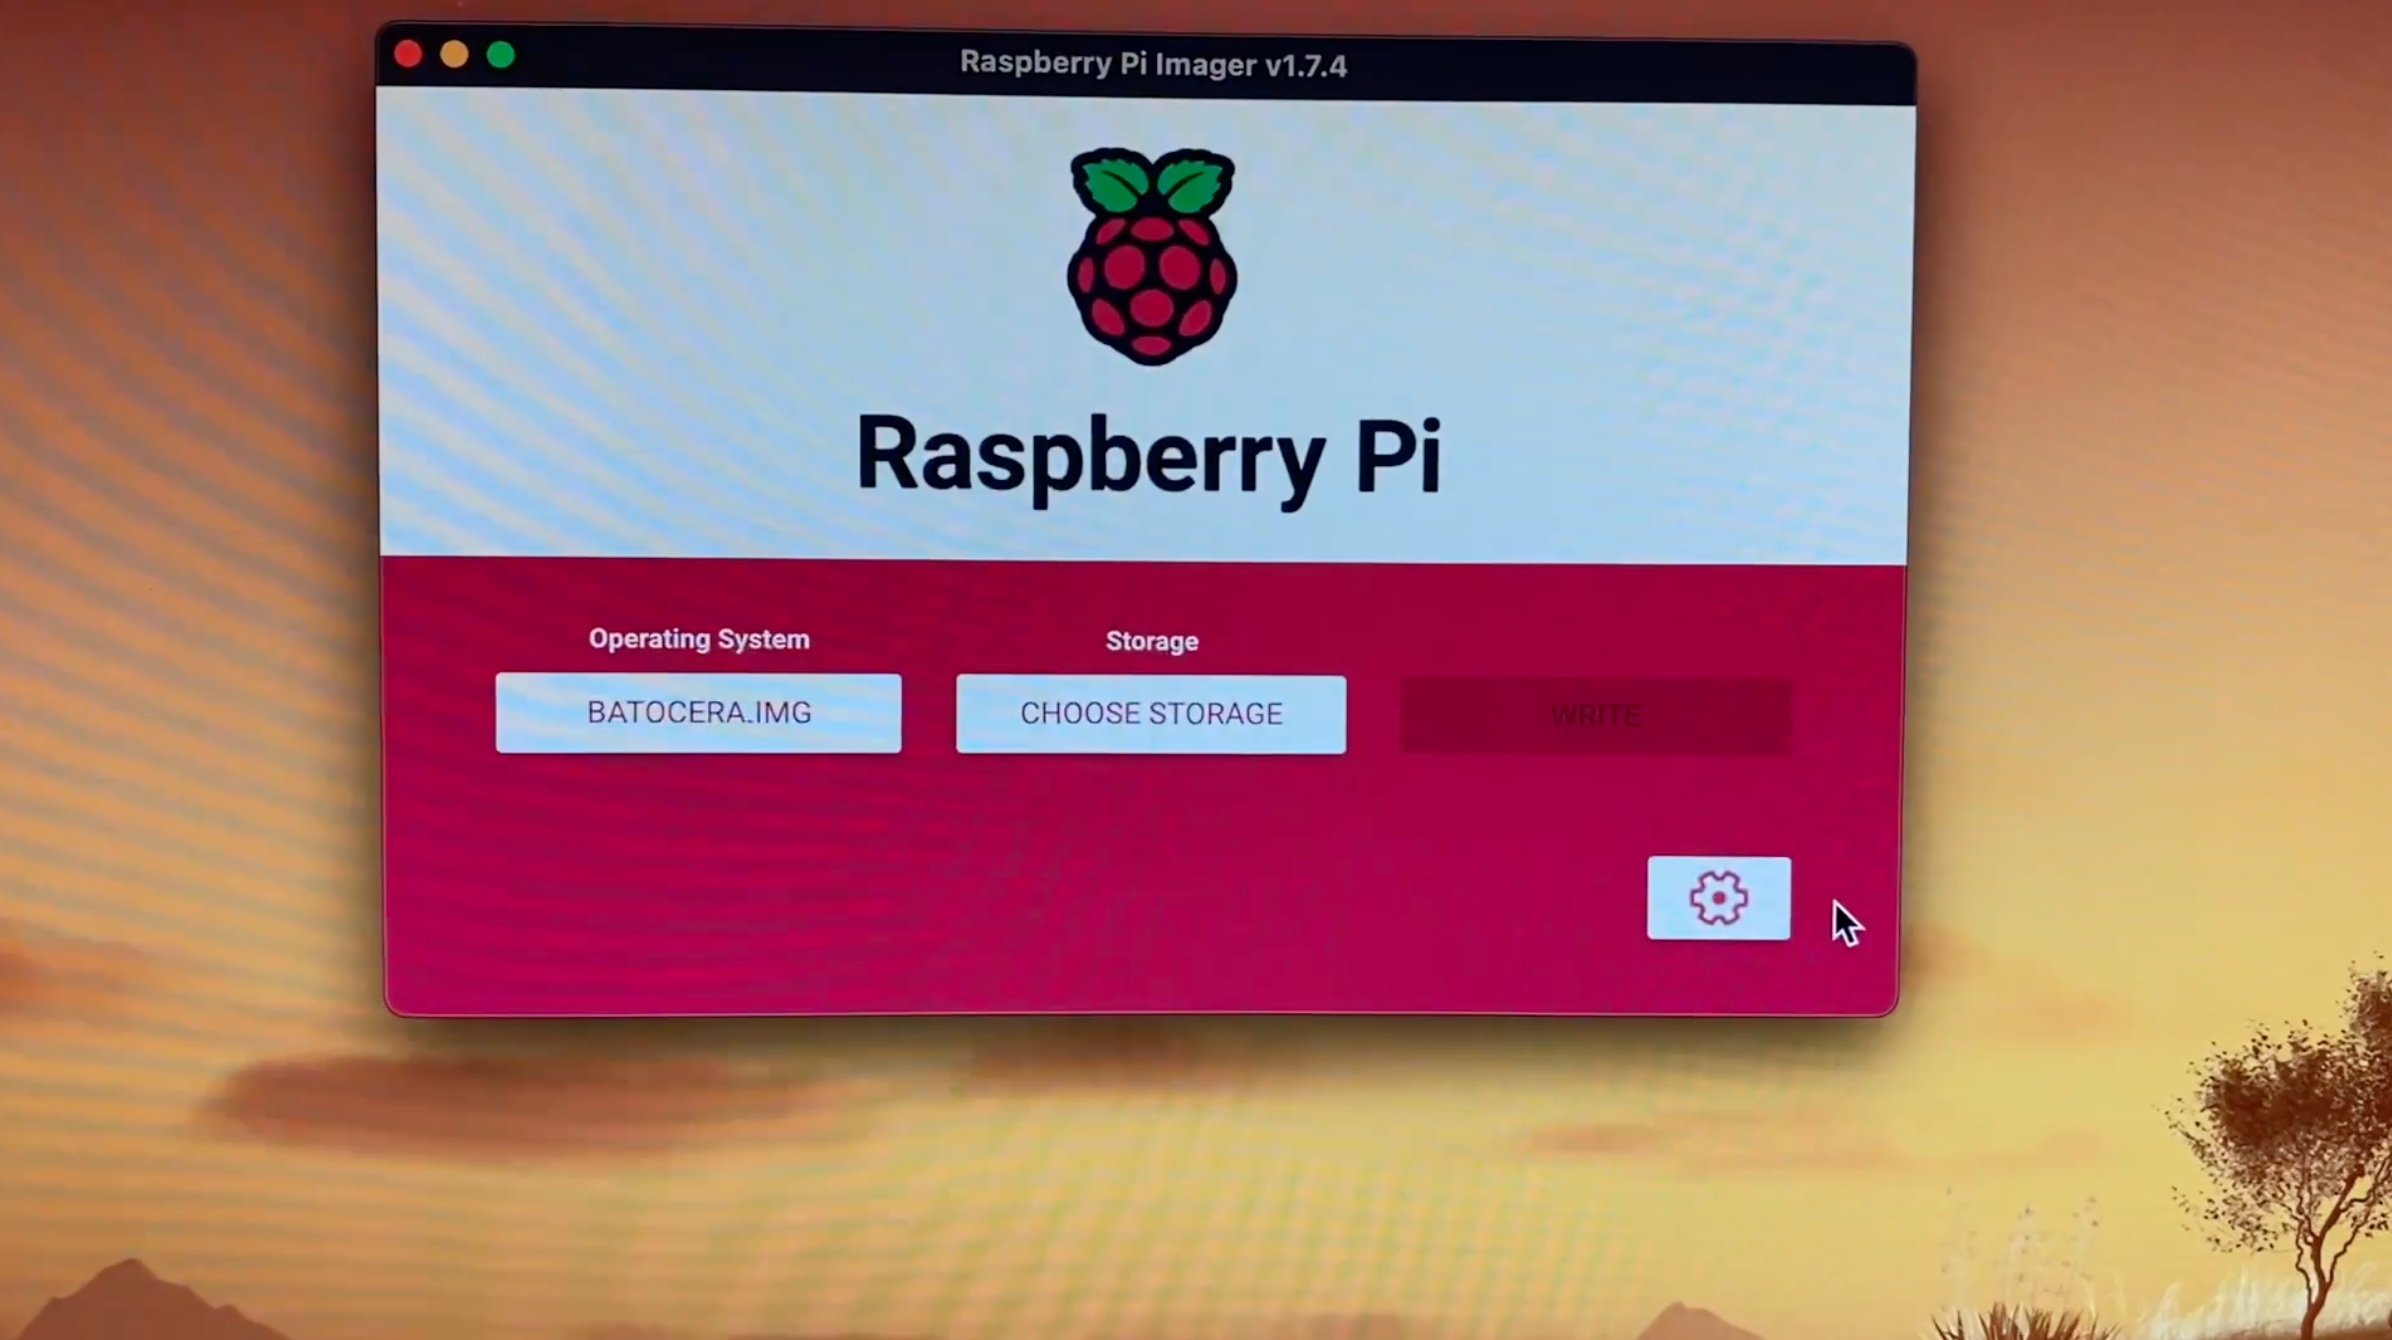 Raspberry Pi Imager v1.7.4
Raspberry Pi
Operating System
Storage
BATOCERA.IMG
CHOOSE STORAGE
WRITE